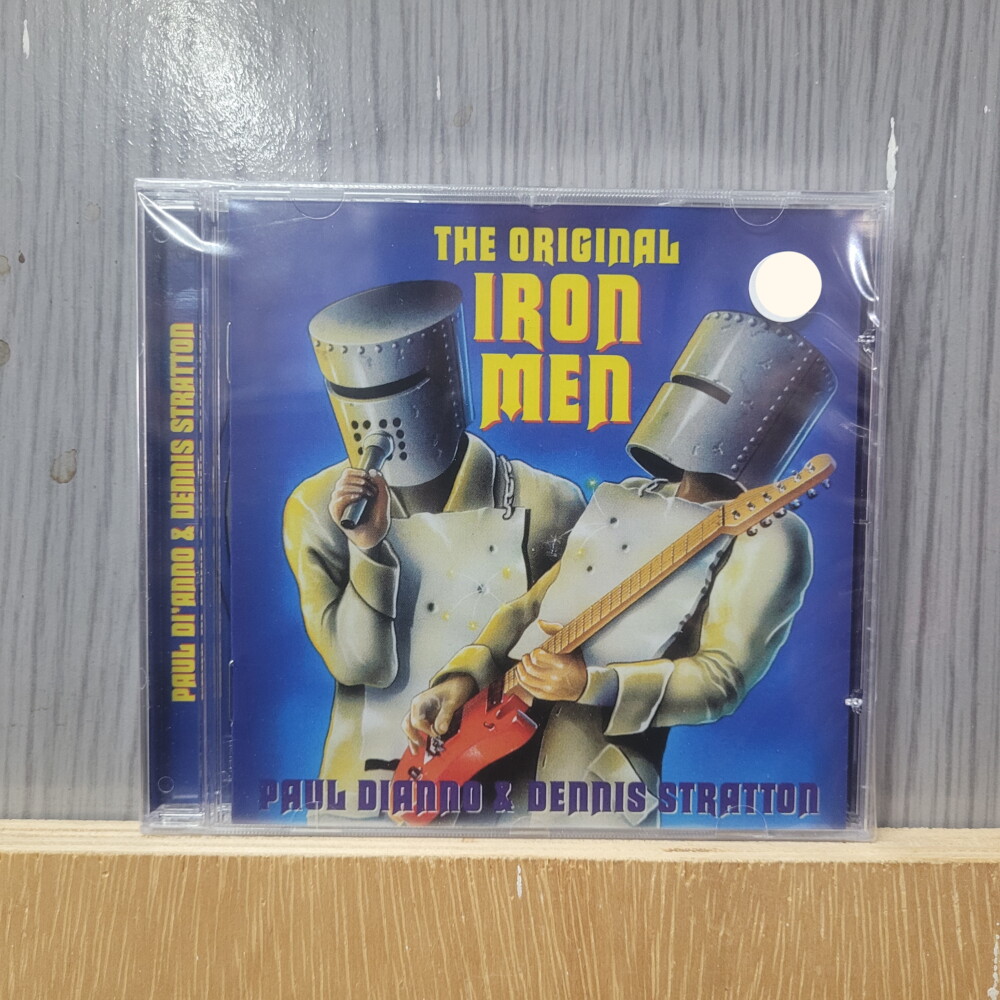 THE ORIGINAL
IRON
MEN
PAUL DIANNO & DENNIS STRATTON
PAUL DI'ANNO & DENNIS STRATTON